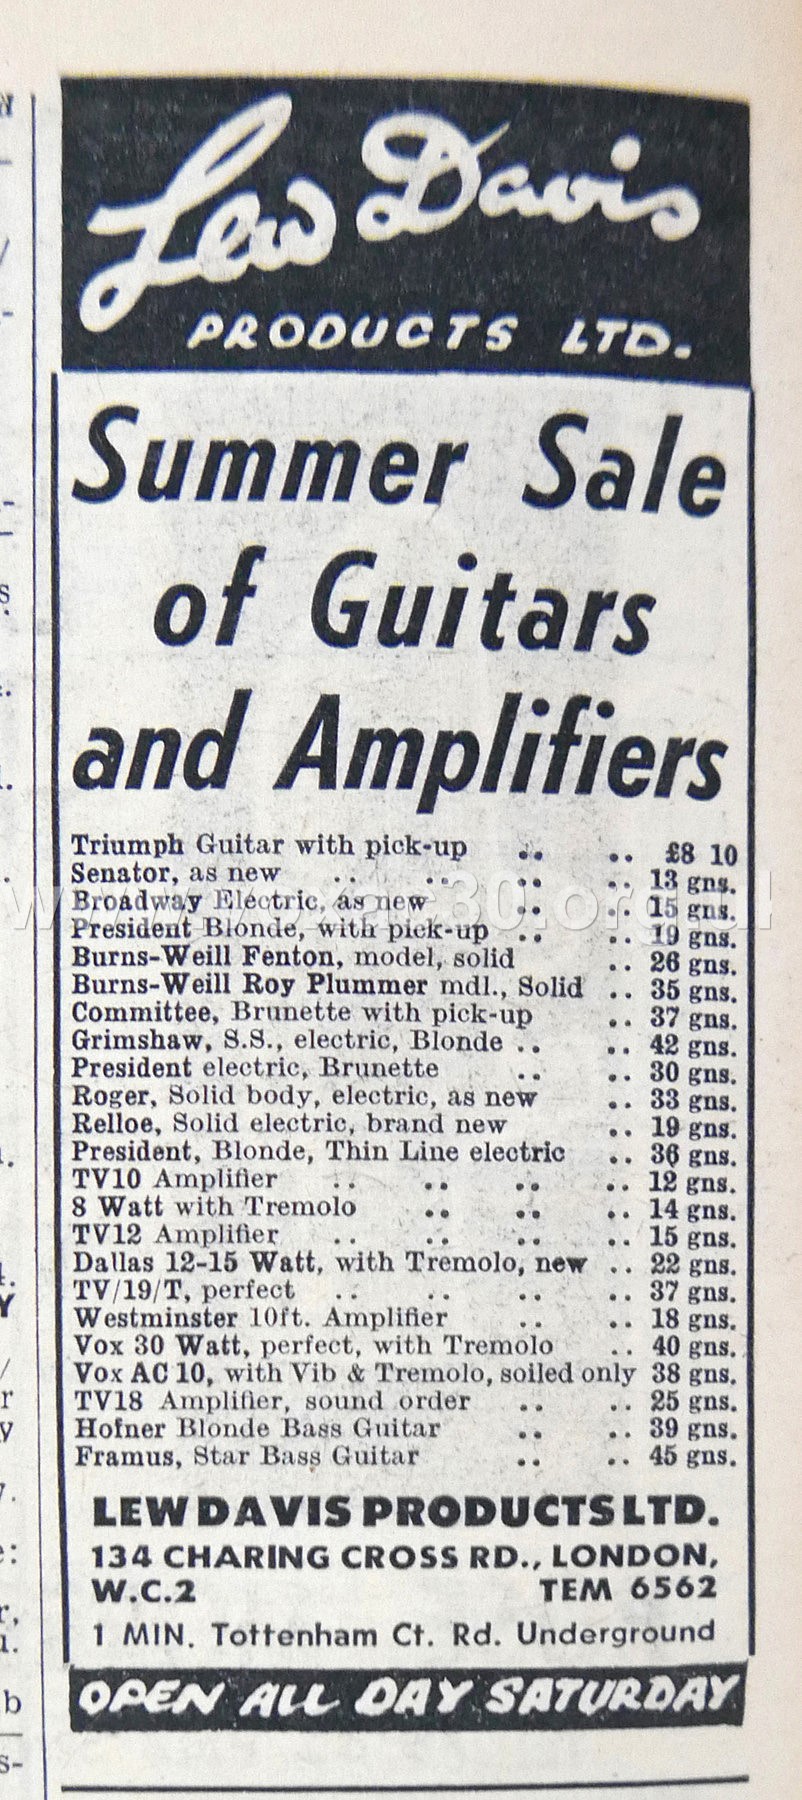 Lew Davis
PRODUCTS LTD.
Summer Sale
of Guitars
and Amplifiers
Triumph Guitar with pick-up .. .. £8 10
Senator, as new .. .. .. .. 13 gns.
Broadway Electric, as new .. .. 15 gns.
President Blonde, with pick-up .. .. 19 gns.
Burns-Weill Fenton, model, solid .. 26 gns.
Burns-Weill Roy Plummer mdl., Solid .. 35 gns.
Committee, Brunette with pick-up .. 37 gns.
Grimshaw, S.S., electric, Blonde .. .. 42 gns.
President electric, Brunette .. .. 30 gns.
Roger, Solid body, electric, as new .. 33 gns.
Relloe, Solid electric, brand new .. 19 gns.
President, Blonde, Thin Line electric .. 36 gns.
TV10 Amplifier .. .. .. .. 12 gns.
8 Watt with Tremolo .. .. .. 14 gns.
TV12 Amplifier .. .. .. .. 15 gns.
Dallas 12-15 Watt, with Tremolo, new .. 22 gns.
TV/19/T, perfect .. .. .. .. 37 gns.
Westminster 10ft. Amplifier .. .. 18 gns.
Vox 30 Watt, perfect, with Tremolo .. 40 gns.
Vox AC 10, with Vib & Tremolo, soiled only 38 gns.
TV18 Amplifier, sound order .. .. 25 gns.
Hofner Blonde Bass Guitar .. .. 39 gns.
Framus, Star Bass Guitar .. .. 45 gns.
LEW DAVIS PRODUCTS LTD.
134 CHARING CROSS RD., LONDON,
W.C.2 TEM 6562
1 MIN. Tottenham Ct. Rd. Underground
OPEN ALL DAY SATURDAY
www.voxac30.org.uk